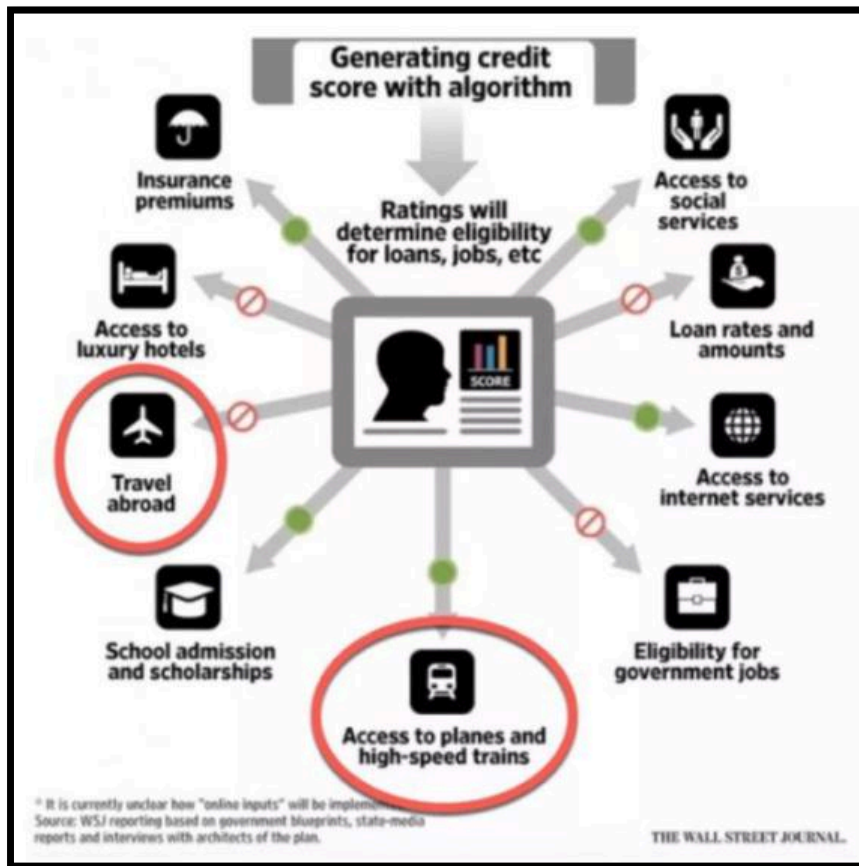 Generating credit
score with algorithm
Insurance
premiums
Access to
social
services
Ratings will
determine eligibility
for loans, jobs, etc
Access to
luxury hotels
Loan rates and
amounts
SCORE
Travel
abroad
Access to
internet services
School admission
and scholarships
Eligibility for
government jobs
Access to planes and
high-speed trains
* It is currently unclear how "online inputs" will be
Source: WSJ reporting based on government blueprints, state-media
reports and interviews with architects of the plan.
THE WALL STREET JOURNAL.